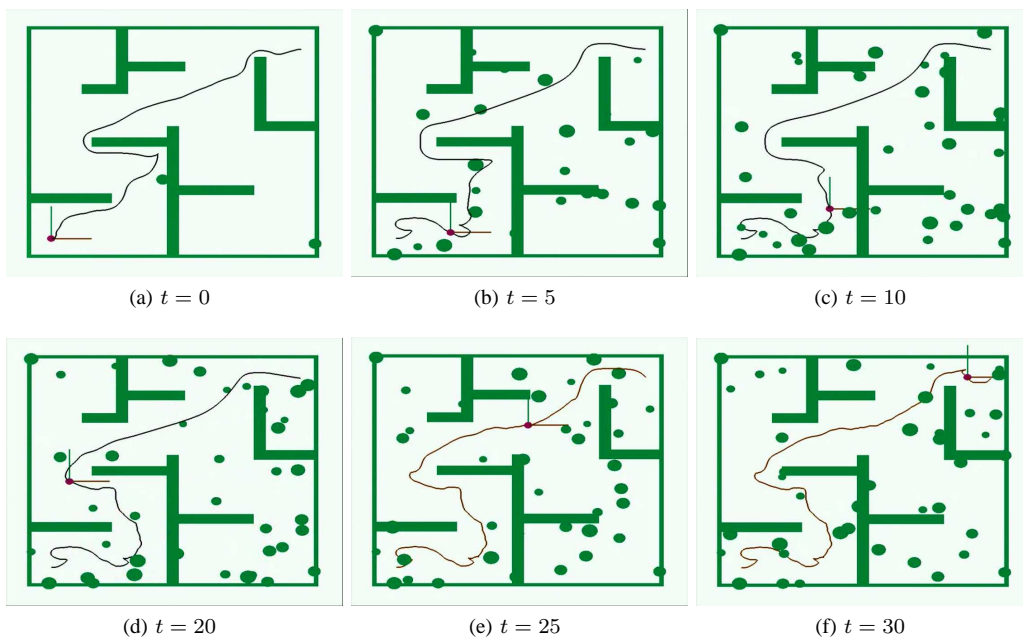 (a) t = 0
(b) t = 5
(c) t = 10
(d) t = 20
(e) t = 25
(f) t = 30